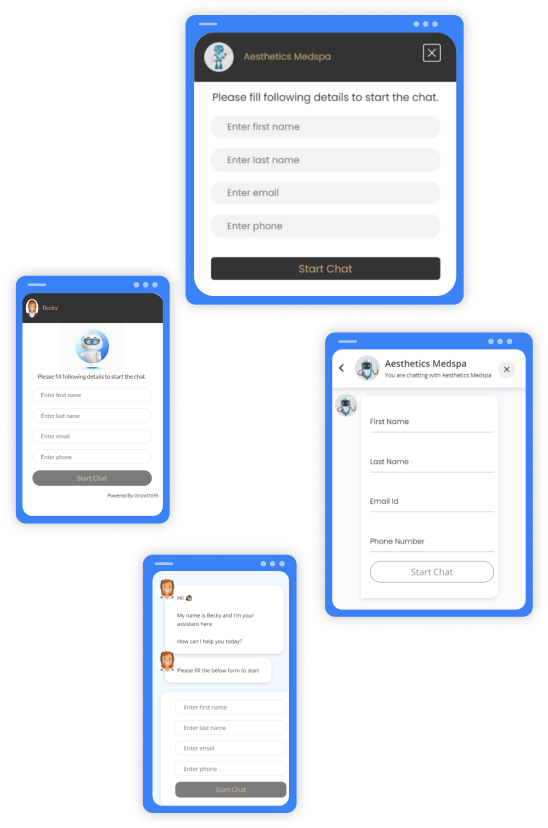 Aesthetics Medspa
Please fill following details to start the chat.
Enter first name
Enter last name
Enter email
Enter phone
Start Chat
Becky
Please fill following details to start the chat.
Enter first name
Enter last name
Enter email
Enter phone
Start Chat
Powered By Growth99
Aesthetics Medspa
You are chatting with Aesthetics Medspa
First Name
Last Name
Email Id
Phone Number
Start Chat
Hi!
My name is Becky and I'm your
assistant here
How can I help you today?
Please fill the below form to start
Enter first name
Enter last name
Enter email
Enter phone
Start Chat